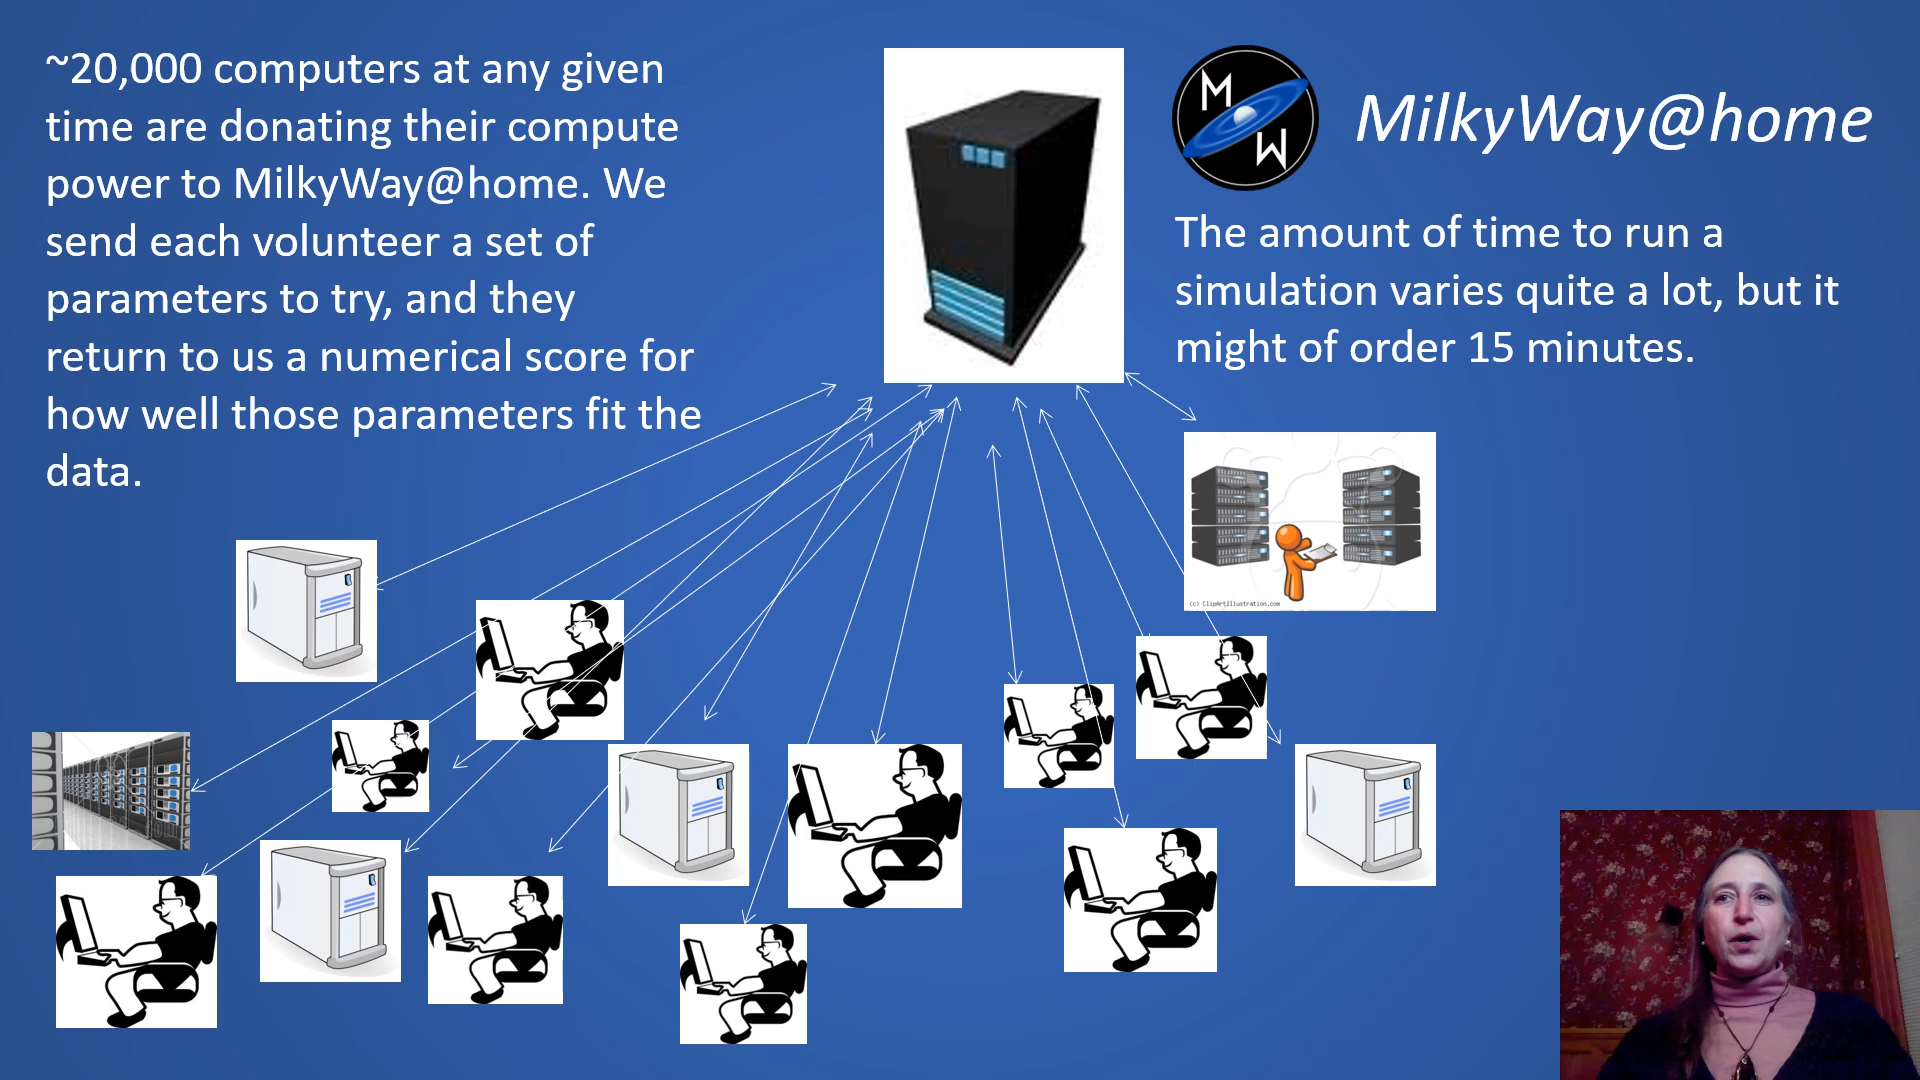 ~20,000 computers at any given
time are donating their compute
power to MilkyWay@home. We
send each volunteer a set of
parameters to try, and they
return to us a numerical score for
how well those parameters fit the
data.
M
W
MilkyWay@home
The amount of time to run a
simulation varies quite a lot, but it
might of order 15 minutes.
(c) ClipArtIllustration.com